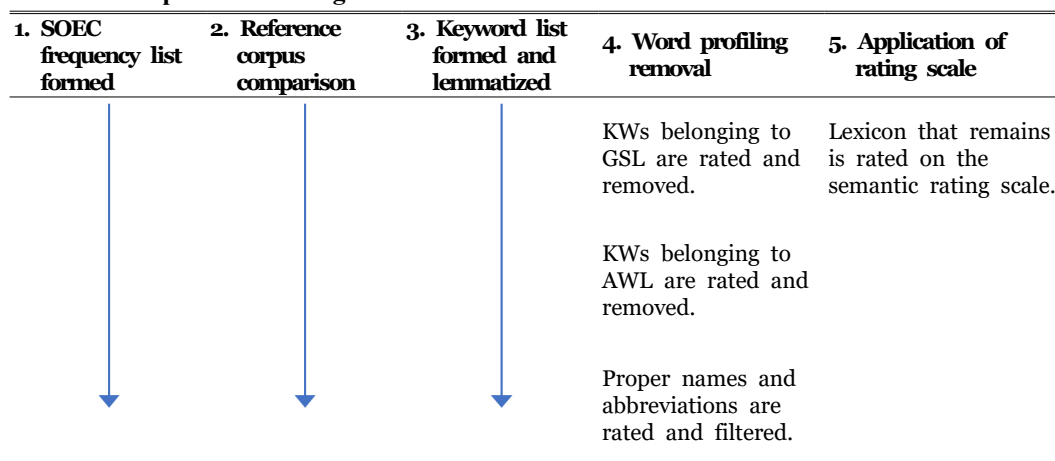 1. SOEC frequency list formed
2. Reference corpus comparison
3. Keyword list formed and lemmatized
4. Word profiling removal
5. Application of rating scale
KWs belonging to
GSL are rated and
removed.
Lexicon that remains
is rated on the
semantic rating scale.
KWs belonging to
AWL are rated and
removed.
Proper names and
abbreviations are
rated and filtered.